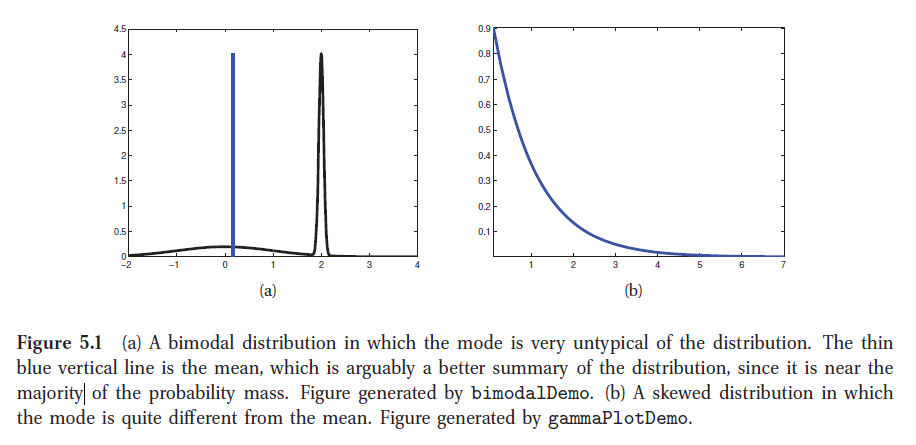 4.5
4
3.5
3
2.5
2
1.5
1
0.5
0
−2 −1 0 1 2 3 4
(a)
0.9
0.8
0.7
0.6
0.5
0.4
0.3
0.2
0.1
1 2 3 4 5 6 7
(b)
Figure 5.1 (a) A bimodal distribution in which the mode is very untypical of the distribution. The thin
blue vertical line is the mean, which is arguably a better summary of the distribution, since it is near the
majority of the probability mass. Figure generated by bimodalDemo. (b) A skewed distribution in which
the mode is quite different from the mean. Figure generated by gammaPlotDemo.